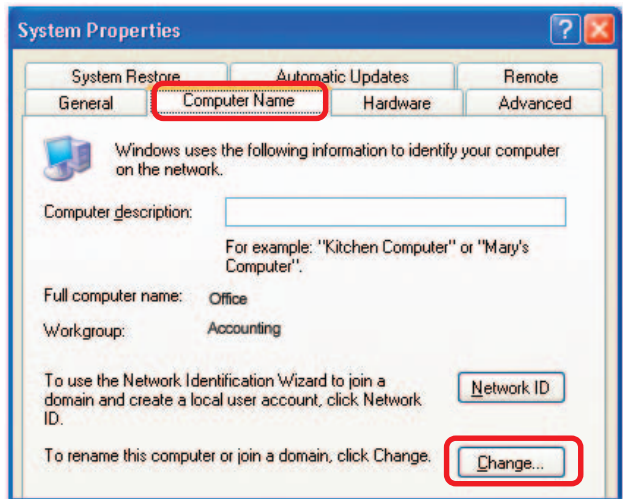 System Properties
System Restore Automatic Updates Remote
General Computer Name Hardware Advanced
Windows uses the following information to identify your computer
on the network.
Computer description:
For example: "Kitchen Computer" or "Mary's
Computer".
Full computer name: Office
Workgroup: Accounting
To use the Network Identification Wizard to join a
domain and create a local user account, click Network
ID.
Network ID
To rename this computer or join a domain, click Change.
Change...